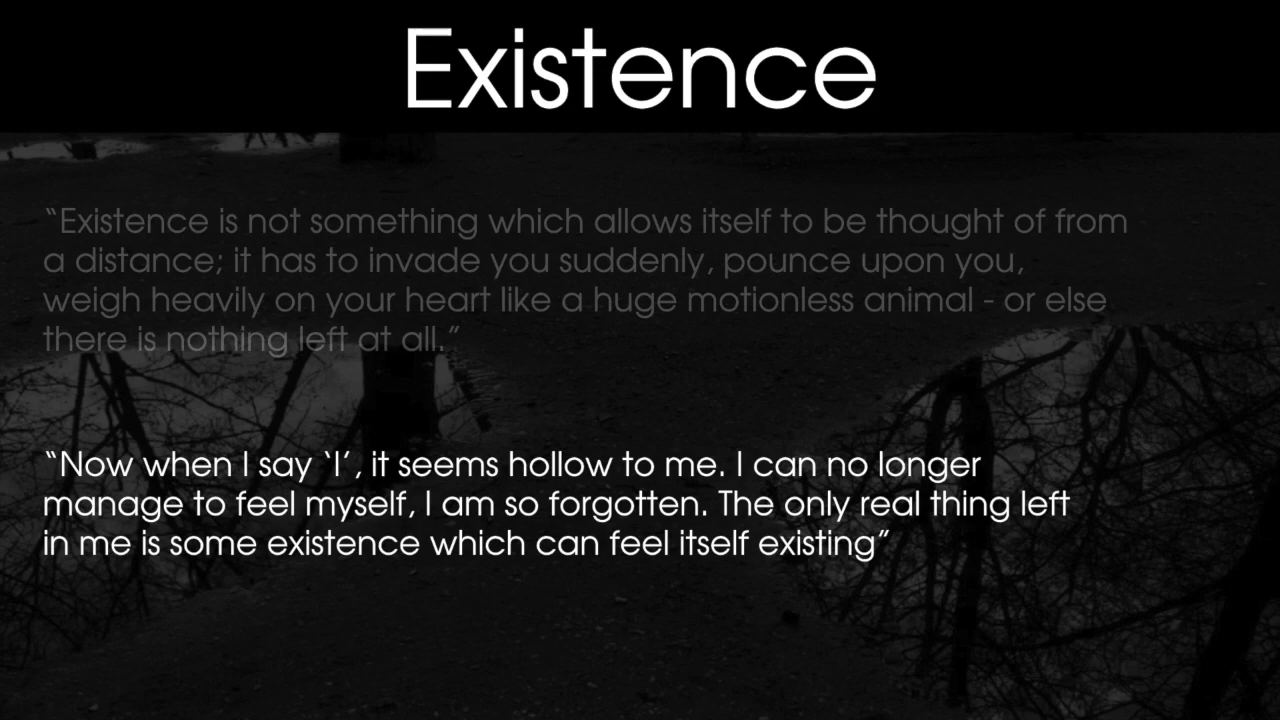 Existence
“Existence is not something which allows itself to be thought of from
a distance; it has to invade you suddenly, pounce upon you,
weigh heavily on your heart like a huge motionless animal - or else
there is nothing left at all.”
“Now when I say ‘I’, it seems hollow to me. I can no longer
manage to feel myself, I am so forgotten. The only real thing left
in me is some existence which can feel itself existing”